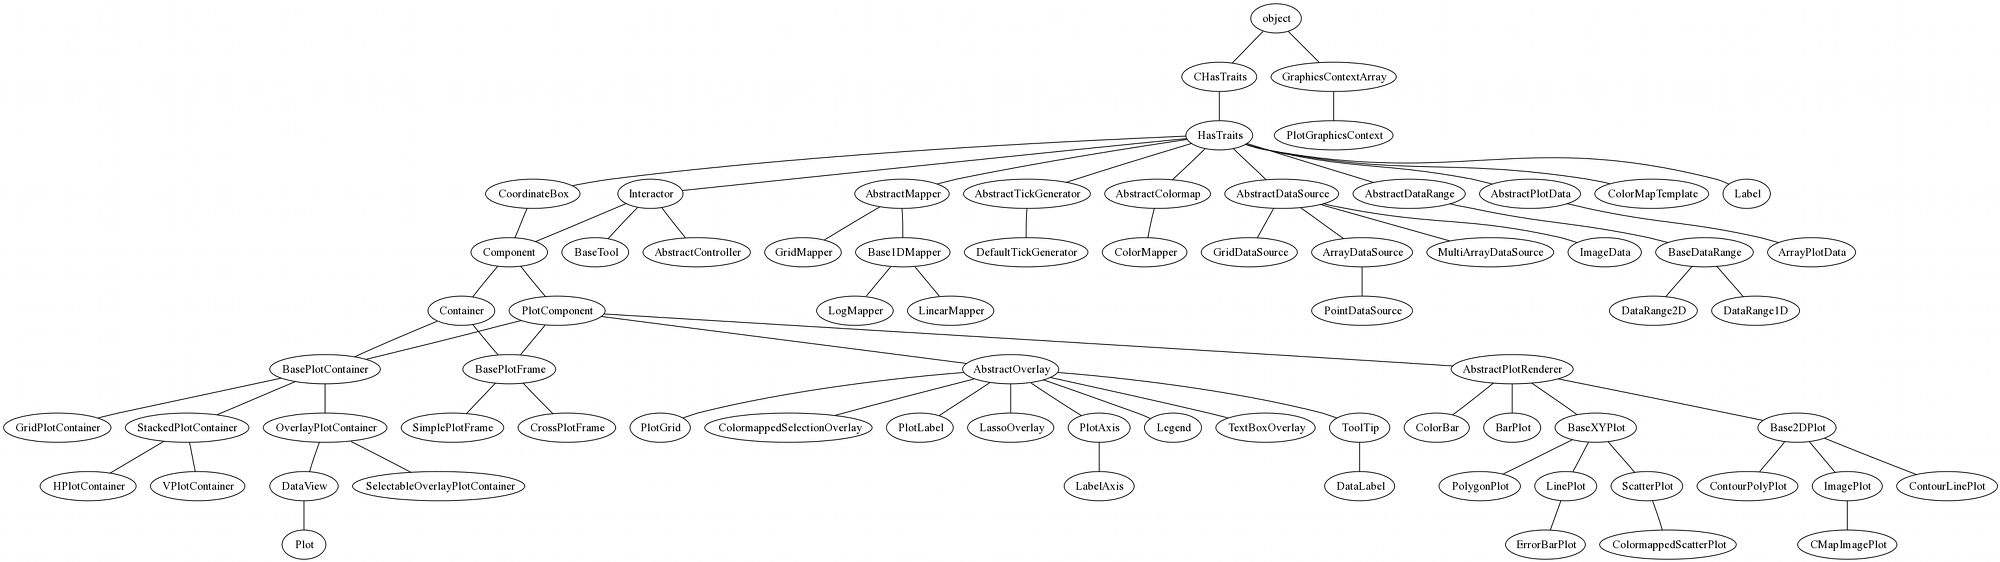 object
CHasTraits
GraphicsContextArray
HasTraits
PlotGraphicsContext
CoordinateBox
Interactor
AbstractMapper
AbstractTickGenerator
AbstractColormap
AbstractDataSource
AbstractDataRange
AbstractPlotData
ColorMapTemplate
Label
Component
BaseTool
AbstractController
GridMapper
Base1DMapper
DefaultTickGenerator
ColorMapper
GridDataSource
ArrayDataSource
MultiArrayDataSource
ImageData
BaseDataRange
ArrayPlotData
Container
PlotComponent
LogMapper
LinearMapper
PointDataSource
DataRange2D
DataRange1D
BasePlotContainer
BasePlotFrame
AbstractOverlay
AbstractPlotRenderer
GridPlotContainer
StackedPlotContainer
OverlayPlotContainer
SimplePlotFrame
CrossPlotFrame
PlotGrid
ColormappedSelectionOverlay
PlotLabel
LassoOverlay
PlotAxis
Legend
TextBoxOverlay
ToolTip
ColorBar
BarPlot
BaseXYPlot
Base2DPlot
HPlotContainer
VPlotContainer
DataView
SelectableOverlayPlotContainer
LabelAxis
DataLabel
PolygonPlot
LinePlot
ScatterPlot
ContourPolyPlot
ImagePlot
ContourLinePlot
Plot
ErrorBarPlot
ColormappedScatterPlot
CMapImagePlot